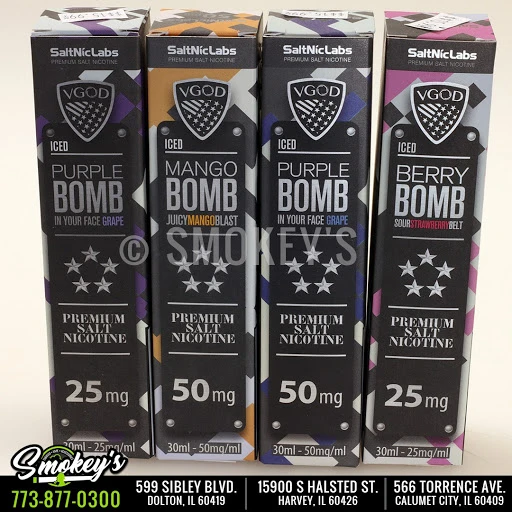 SaltNicLabs
PREMIUM SALT NICOTINE
VGOD
ICED
PURPLE
BOMB
IN YOUR FACE GRAPE
PREMIUM
SALT
NICOTINE
25mg
30ml - 25mg/ml
SaltNicLabs
PREMIUM SALT NICOTINE
VGOD
ICED
MANGO
BOMB
JUICYMANGOBLAST
PREMIUM
SALT
NICOTINE
50mg
30ml - 50mg/ml
SaltNicLabs
PREMIUM SALT NICOTINE
VGOD
ICED
PURPLE
BOMB
IN YOUR FACE GRAPE
PREMIUM
SALT
NICOTINE
50mg
30ml - 50mg/ml
SaltNicLabs
PREMIUM SALT NICOTINE
VGOD
ICED
BERRY
BOMB
SOURSTRAWBERRYBELT
PREMIUM
SALT
NICOTINE
25mg
30ml - 25mg/ml
© SMOKEY'S
Smokey's
773-877-0300
599 SIBLEY BLVD.
DOLTON, IL 60419
15900 S HALSTED ST.
HARVEY, IL 60426
566 TORRENCE AVE.
CALUMET CITY, IL 60409